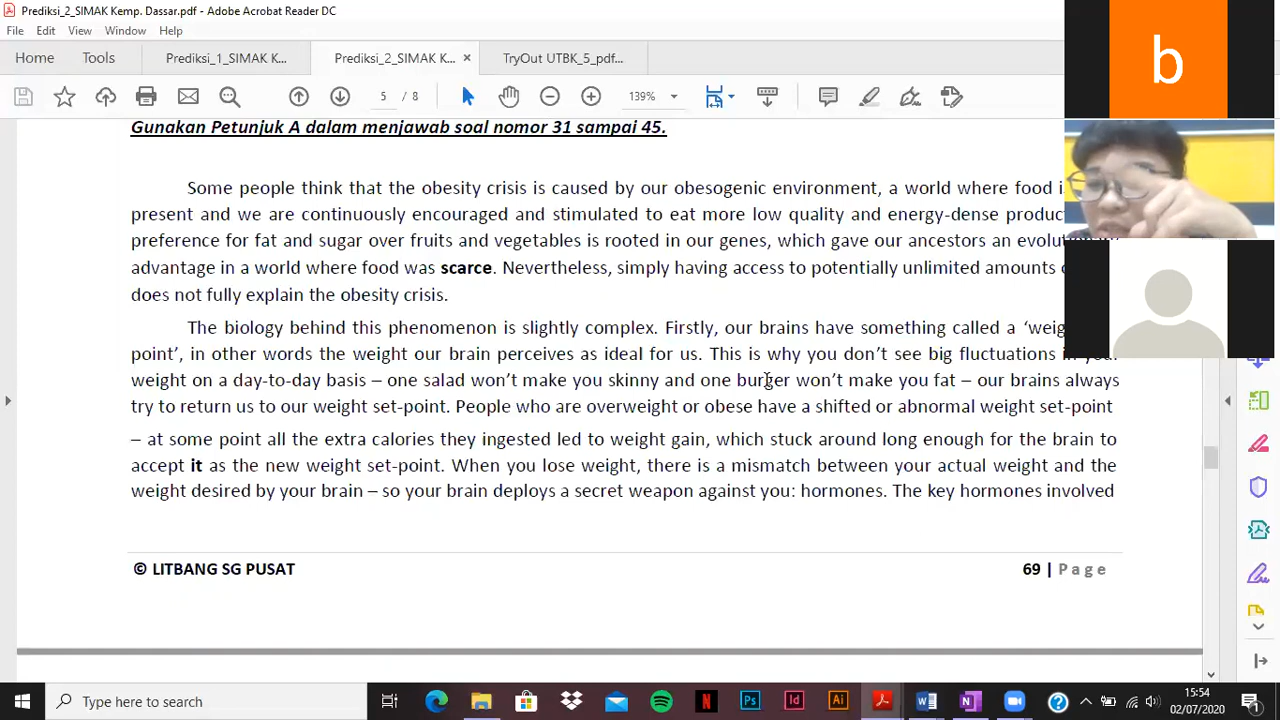 Prediksi_2_SIMAK Kemp. Dassar.pdf - Adobe Acrobat Reader DC
File Edit View Window Help
Home Tools Prediksi_1_SIMAK K... Prediksi_2_SIMAK K... × TryOut UTBK_5_pdf...
5 / 8 139%
b
Gunakan Petunjuk A dalam menjawab soal nomor 31 sampai 45.
Some people think that the obesity crisis is caused by our obesogenic environment, a world where food
present and we are continuously encouraged and stimulated to eat more low quality and energy-dense
preference for fat and sugar over fruits and vegetables is rooted in our genes, which gave our ancestors an
advantage in a world where food was scarce. Nevertheless, simply having access to potentially unlimited amounts
does not fully explain the obesity crisis.
The biology behind this phenomenon is slightly complex. Firstly, our brains have something called a
point’, in other words the weight our brain perceives as ideal for us. This is why you don’t see big fluctuations
weight on a day-to-day basis – one salad won’t make you skinny and one burger won’t make you fat – our brains always
try to return us to our weight set-point. People who are overweight or obese have a shifted or abnormal weight set-point
– at some point all the extra calories they ingested led to weight gain, which stuck around long enough for the brain to
accept it as the new weight set-point. When you lose weight, there is a mismatch between your actual weight and the
weight desired by your brain – so your brain deploys a secret weapon against you: hormones. The key hormones involved
© LITBANG SG PUSAT 69 | Page
Type here to search
15:54
02/07/2020